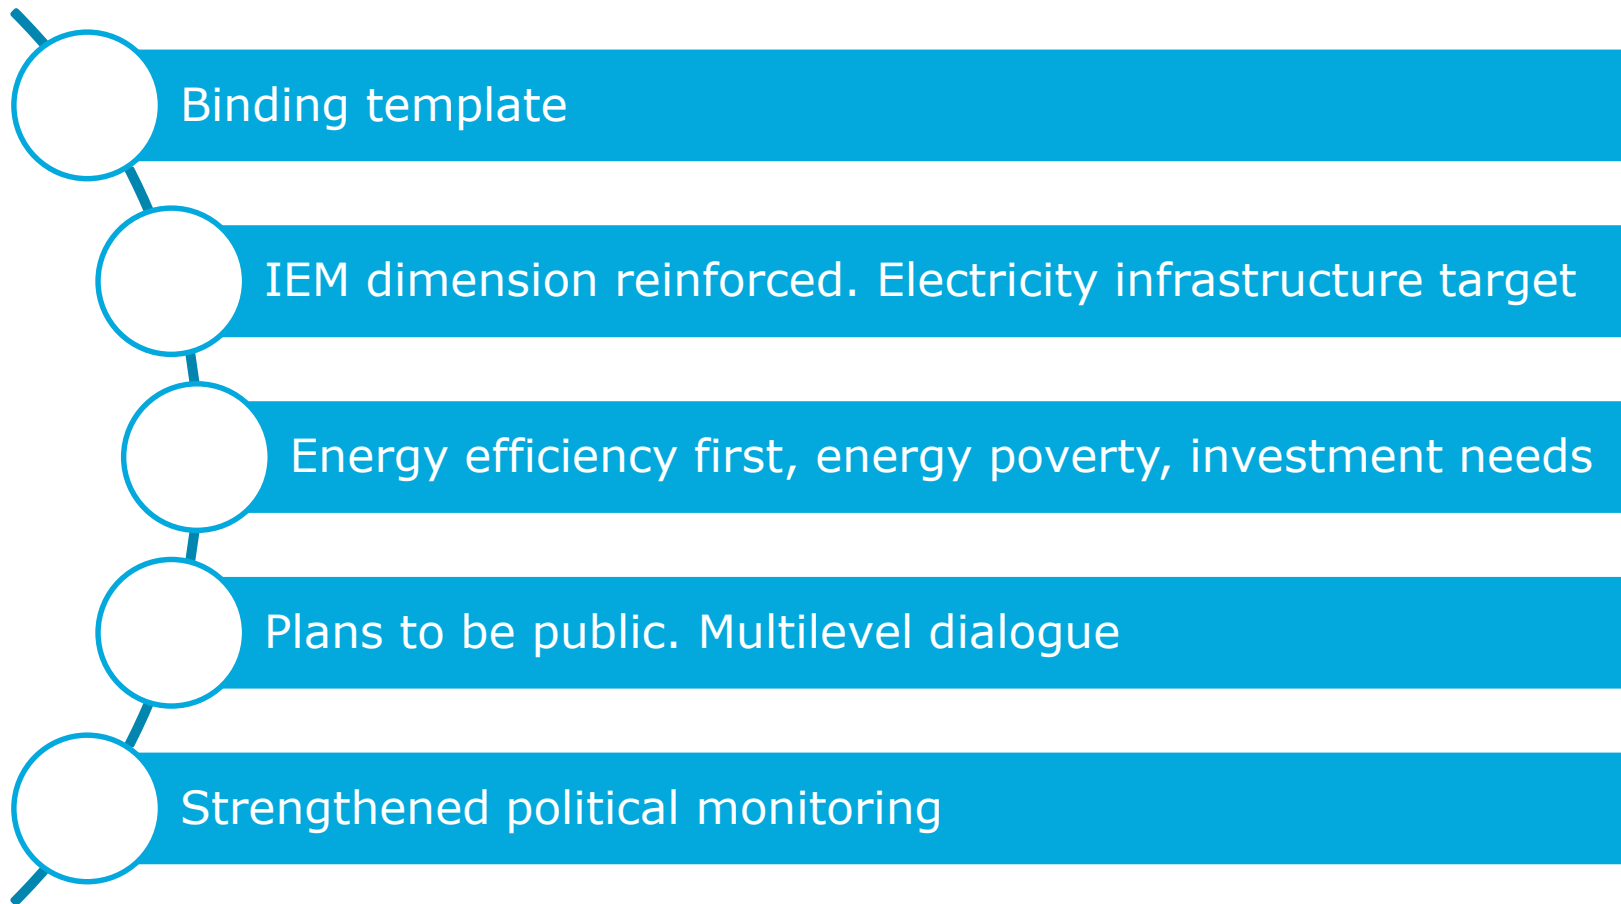 Binding template
IEM dimension reinforced. Electricity infrastructure target
Energy efficiency first, energy poverty, investment needs
Plans to be public. Multilevel dialogue
Strengthened political monitoring